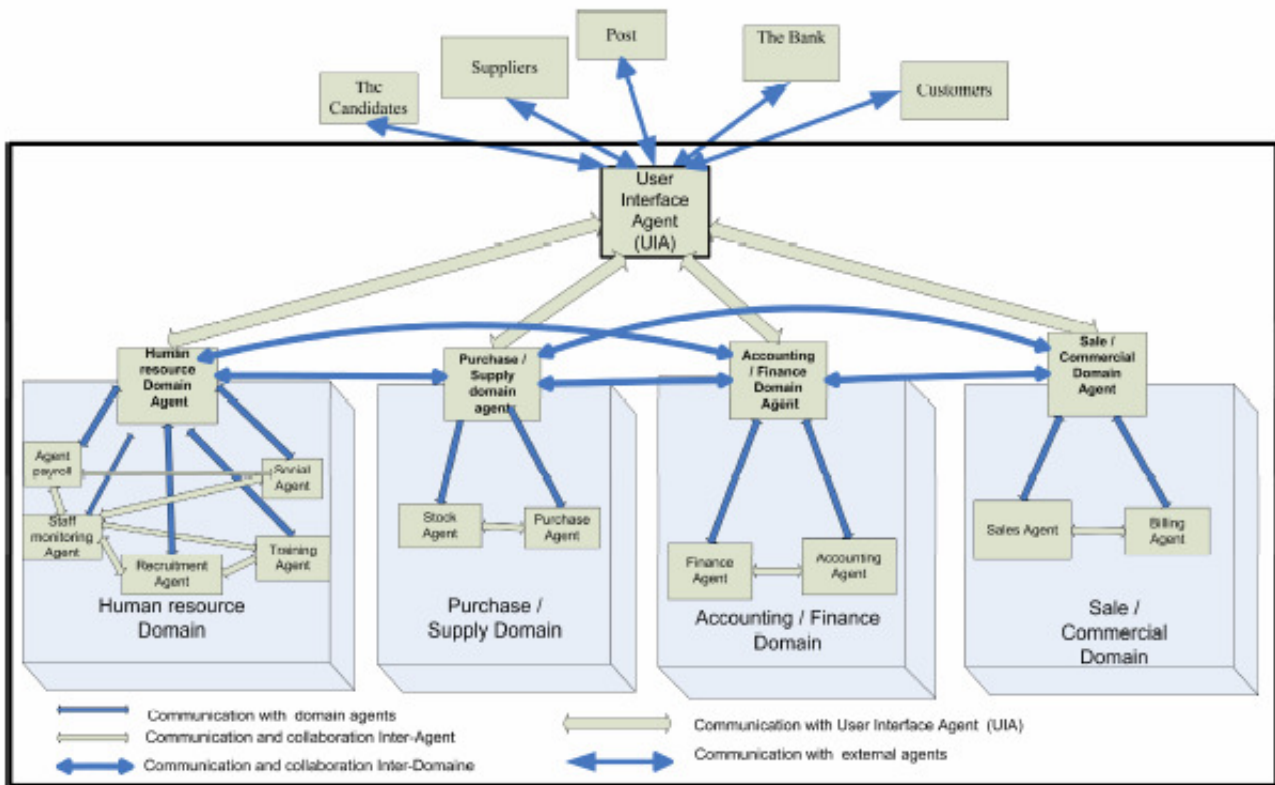 Post
The Bank
Suppliers
The
Candidates
Customers
User
Interface
Agent
(UIA)
Human
resource
Domain
Agent
Purchase /
Supply
domain
agent
Accounting
/ Finance
Domain
Agent
Sale /
Commercial
Domain
Agent
Agent
payroll
Social
Agent
Staff
monitoring
Agent
Recruitment
Agent
Training
Agent
Stock
Agent
Purchase
Agent
Finance
Agent
Accounting
Agent
Sales Agent
Billing
Agent
Human resource
Domain
Purchase /
Supply Domain
Accounting / Finance
Domain
Sale /
Commercial
Domain
Communication with domain agents
Communication and collaboration Inter-Agent
Communication and collaboration Inter-Domaine
Communication with User Interface Agent (UIA)
Communication with external agents